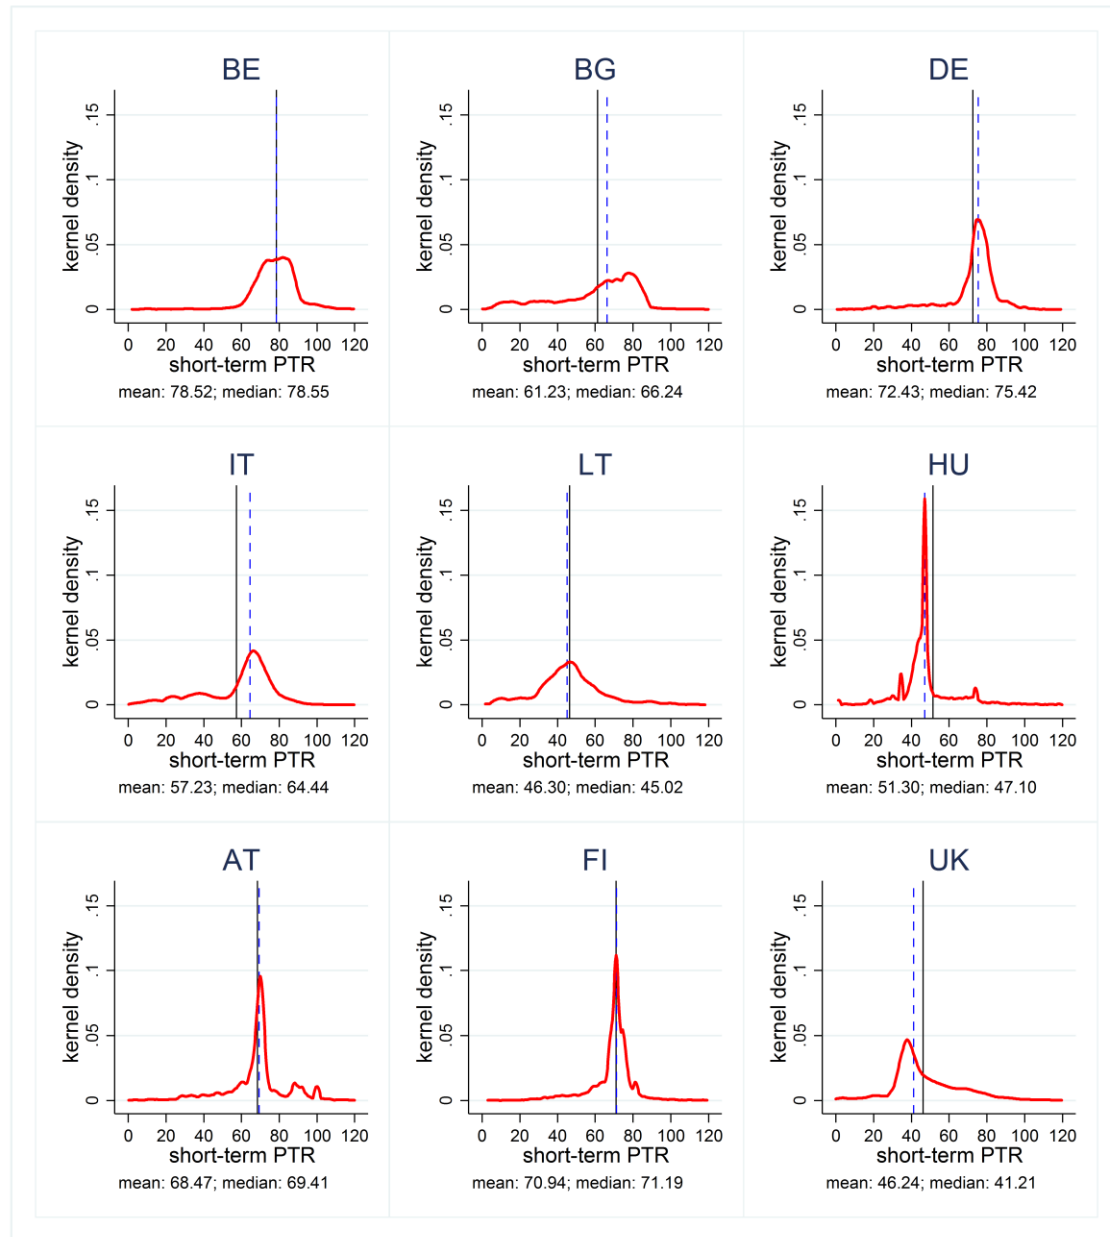 BE
kernel density
0 .05 .1 .15
0 20 40 60 80 100 120
short-term PTR
mean: 78.52; median: 78.55
BG
kernel density
0 .05 .1 .15
0 20 40 60 80 100 120
short-term PTR
mean: 61.23; median: 66.24
DE
kernel density
0 .05 .1 .15
0 20 40 60 80 100 120
short-term PTR
mean: 72.43; median: 75.42
IT
kernel density
0 .05 .1 .15
0 20 40 60 80 100 120
short-term PTR
mean: 57.23; median: 64.44
LT
kernel density
0 .05 .1 .15
0 20 40 60 80 100 120
short-term PTR
mean: 46.30; median: 45.02
HU
kernel density
0 .05 .1 .15
0 20 40 60 80 100 120
short-term PTR
mean: 51.30; median: 47.10
AT
kernel density
0 .05 .1 .15
0 20 40 60 80 100 120
short-term PTR
mean: 68.47; median: 69.41
FI
kernel density
0 .05 .1 .15
0 20 40 60 80 100 120
short-term PTR
mean: 70.94; median: 71.19
UK
kernel density
0 .05 .1 .15
0 20 40 60 80 100 120
short-term PTR
mean: 46.24; median: 41.21